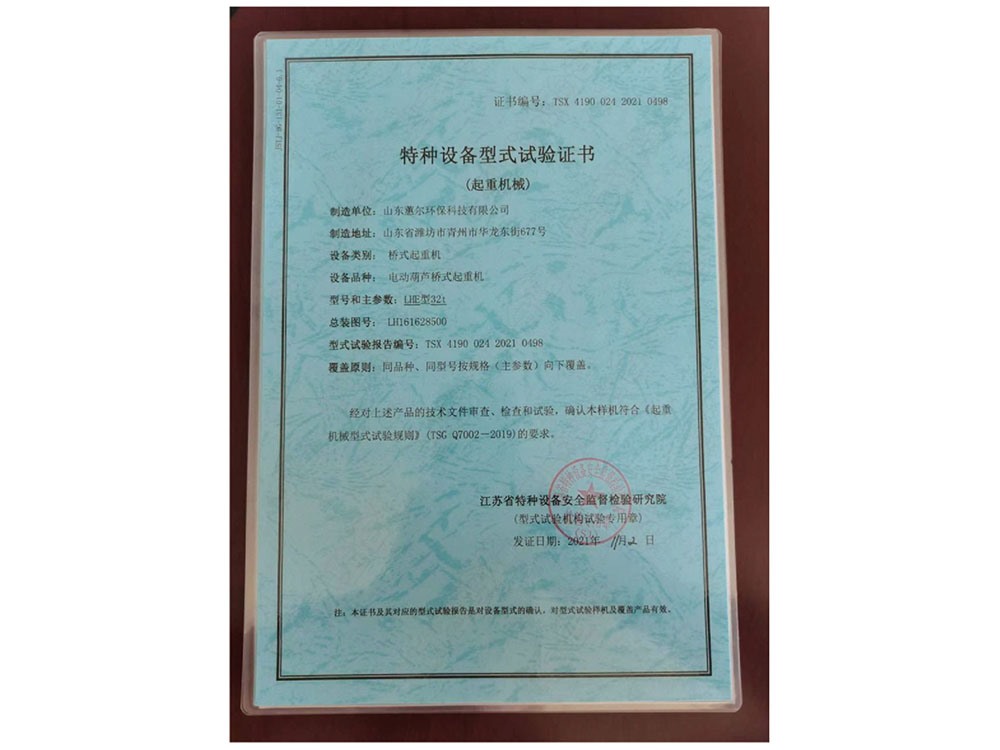 证书编号：TSX 4190 024 2021 0498
特种设备型式试验证书
(起重机械)
制造单位：山东蕙尔环保科技有限公司
制造地址：山东省潍坊市青州市华龙东街677号
设备类别： 桥式起重机
设备品种： 电动葫芦桥式起重机
型号和主参数：LHE型32t
总装图号： LH161628500
型式试验报告编号：TSX 4190 024 2021 0498
覆盖原则：同品种、同型号按规格（主参数）向下覆盖。
经对上述产品的技术文件审查、检查和试验，确认本样机符合《起重
机械型式试验规则》(TSG Q7002－2019)的要求。
江苏省特种设备安全监督检验研究院
(型式试验机构试验专用章)
发证日期：2021年 11月2 日
注：本证书及其对应的型式试验报告是对设备型式的确认，对型式试验样机及覆盖产品有效。